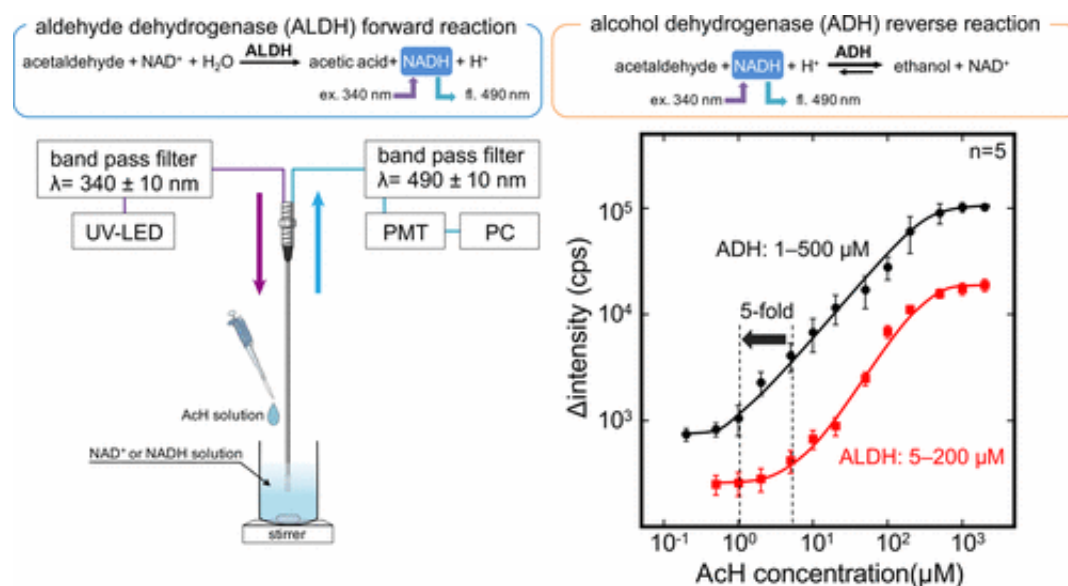 aldehyde dehydrogenase (ALDH) forward reaction
acetaldehyde + NAD⁺ + H₂O ALDH acetic acid+ NADH + H⁺
ex. 340 nm fl. 490 nm
alcohol dehydrogenase (ADH) reverse reaction
acetaldehyde + NADH + H⁺ ADH ethanol + NAD⁺
ex. 340 nm fl. 490 nm
band pass filter
λ= 340 ± 10 nm
UV-LED
band pass filter
λ= 490 ± 10 nm
PMT
PC
AcH solution
NAD⁺ or NADH solution
stirrer
n=5
ADH: 1–500 µM
5-fold
ALDH: 5–200 µM
Δintensity (cps)
10⁵
10⁴
10³
10⁻¹ 10⁰ 10¹ 10² 10³
AcH concentration(µM)